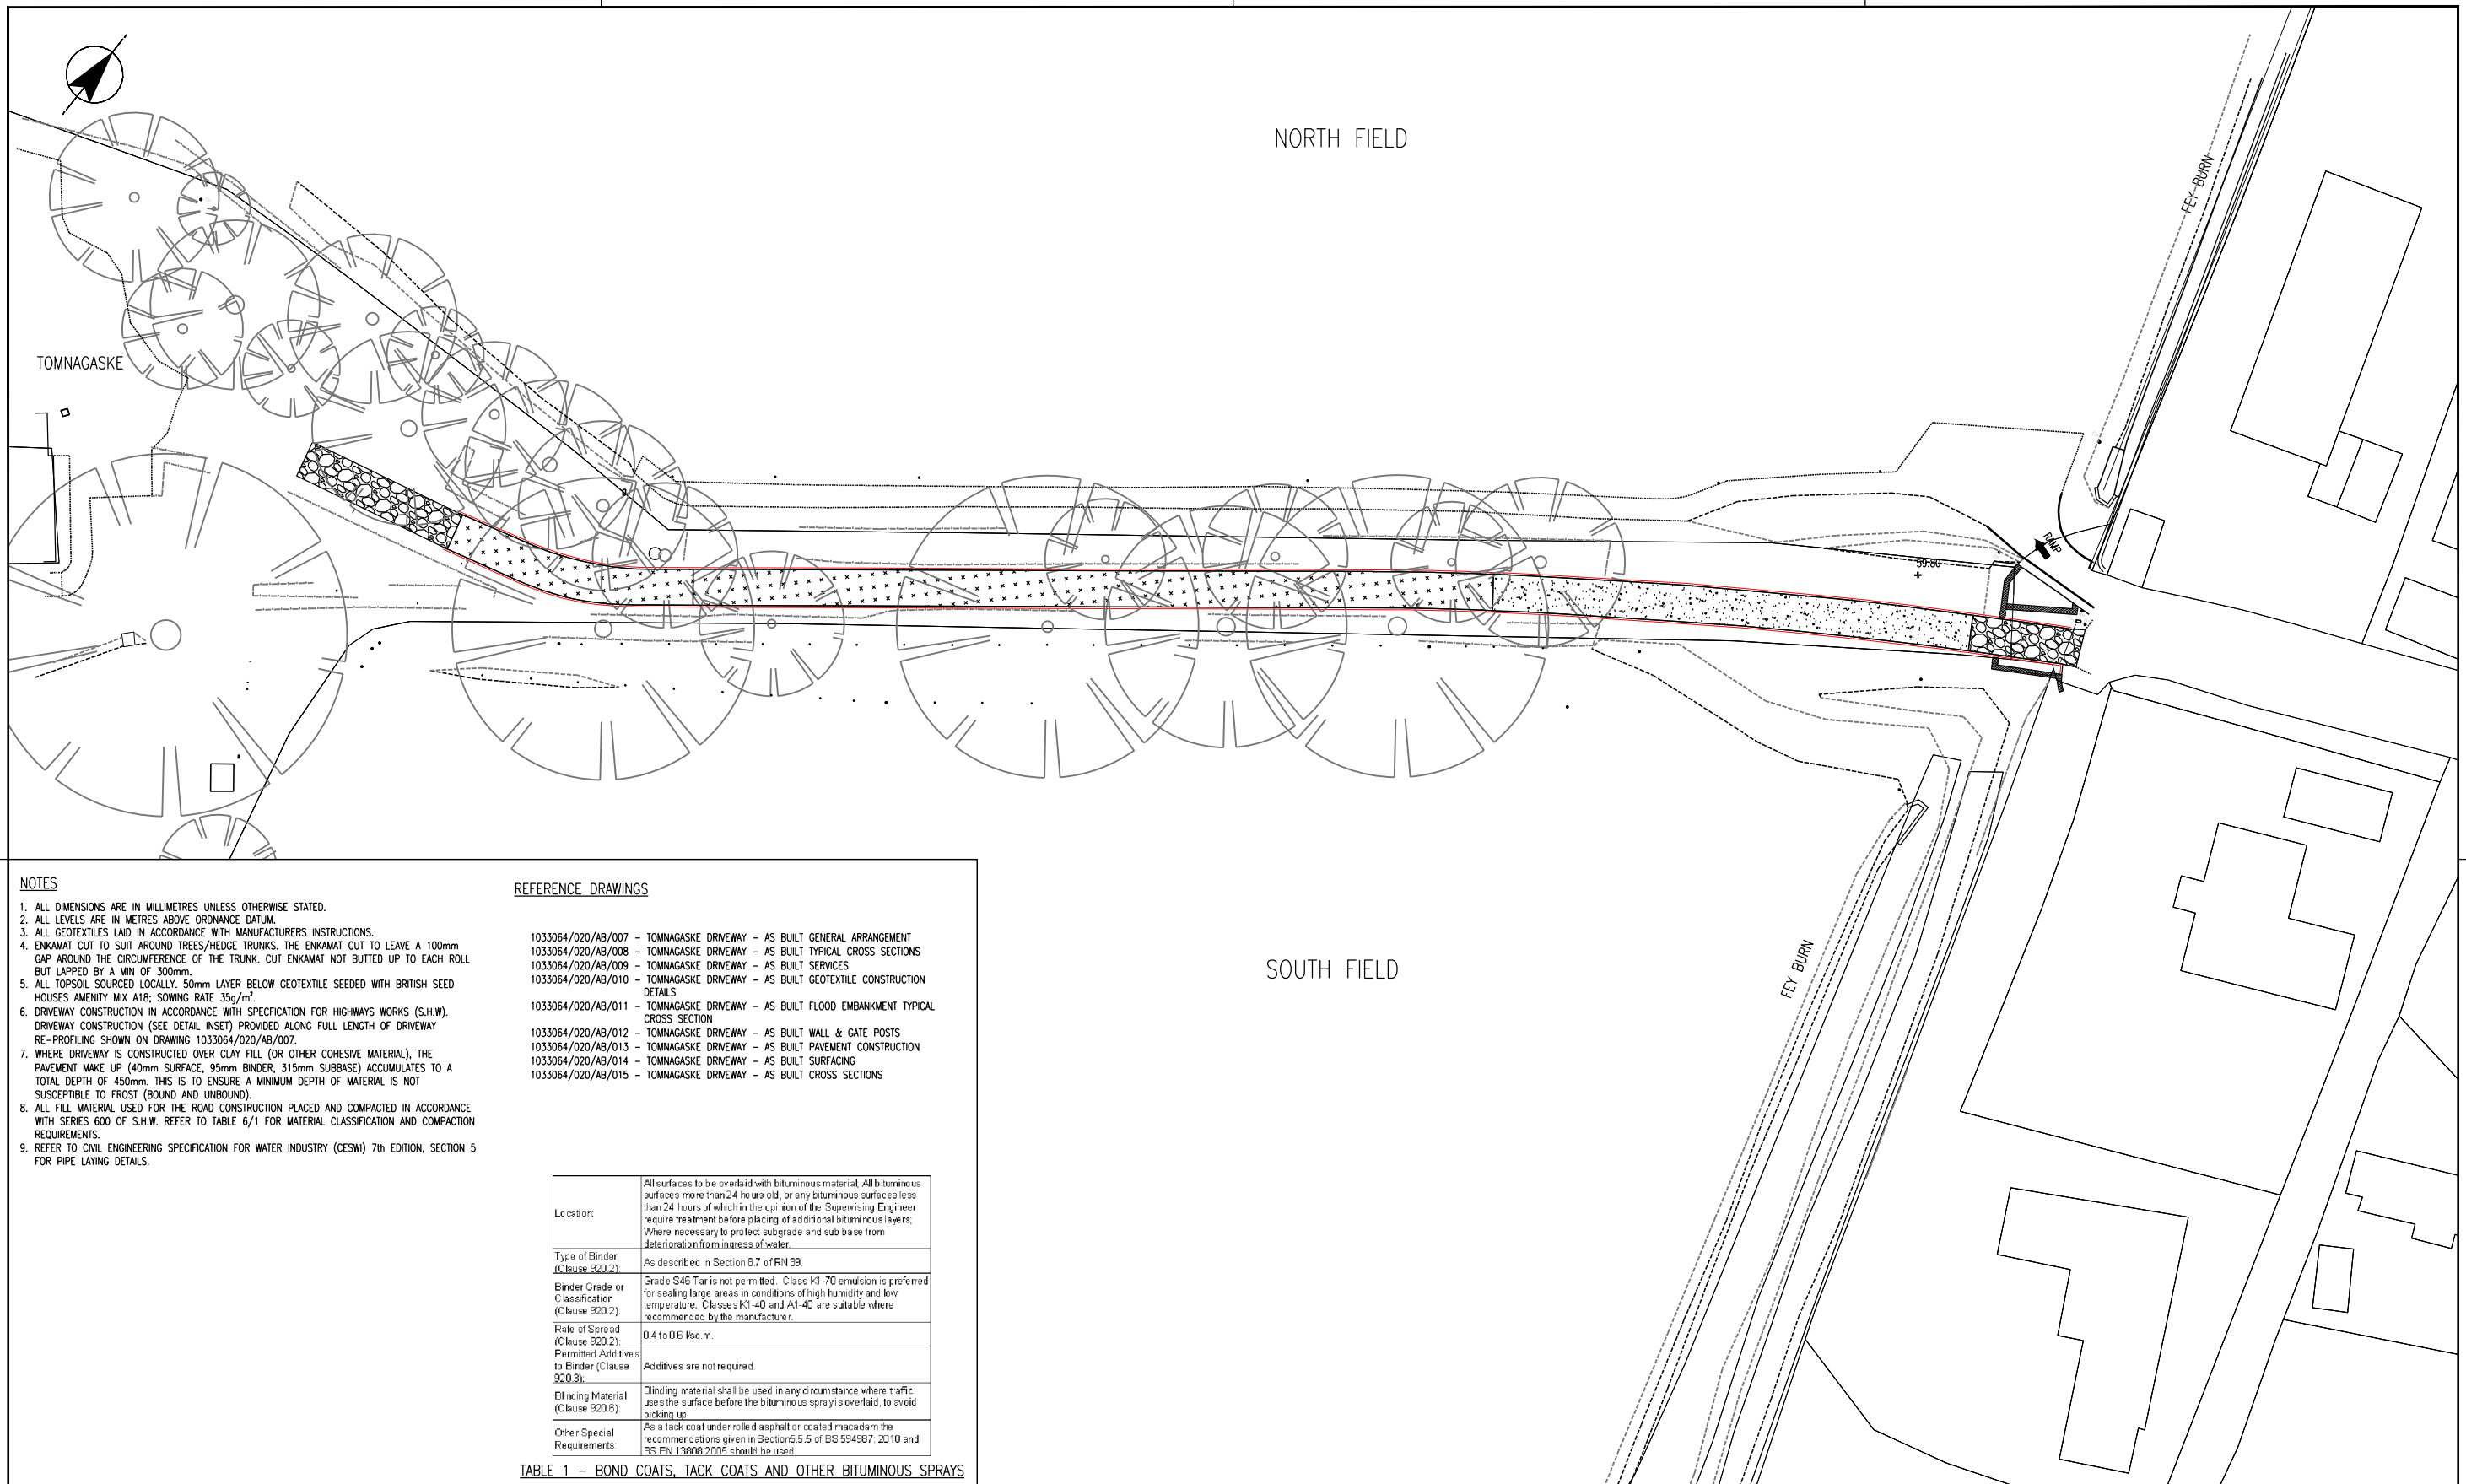 NORTH FIELD
FEY BURN
TOMNAGASKE
RAMP
59.80
SOUTH FIELD
FEY BURN
NOTES
1. ALL DIMENSIONS ARE IN MILLIMETRES UNLESS OTHERWISE STATED.
2. ALL LEVELS ARE IN METRES ABOVE ORDNANCE DATUM.
3. ALL GEOTEXTILES LAID IN ACCORDANCE WITH MANUFACTURERS INSTRUCTIONS.
4. ENKAMAT CUT TO SUIT AROUND TREES/HEDGE TRUNKS. THE ENKAMAT CUT TO LEAVE A 100mm
GAP AROUND THE CIRCUMFERENCE OF THE TRUNK. CUT ENKAMAT NOT BUTTED UP TO EACH ROLL
BUT LAPPED BY A MIN OF 300mm.
5. ALL TOPSOIL SOURCED LOCALLY. 50mm LAYER BELOW GEOTEXTILE SEEDED WITH BRITISH SEED
HOUSES AMENITY MIX A18; SOWING RATE 35g/m².
6. DRIVEWAY CONSTRUCTION IN ACCORDANCE WITH SPECFICATION FOR HIGHWAYS WORKS (S.H.W).
DRIVEWAY CONSTRUCTION (SEE DETAIL INSET) PROVIDED ALONG FULL LENGTH OF DRIVEWAY
RE-PROFILING SHOWN ON DRAWING 1033064/020/AB/007.
7. WHERE DRIVEWAY IS CONSTRUCTED OVER CLAY FILL (OR OTHER COHESIVE MATERIAL), THE
PAVEMENT MAKE UP (40mm SURFACE, 95mm BINDER, 315mm SUBBASE) ACCUMULATES TO A
TOTAL DEPTH OF 450mm. THIS IS TO ENSURE A MINIMUM DEPTH OF MATERIAL IS NOT
SUSCEPTIBLE TO FROST (BOUND AND UNBOUND).
8. ALL FILL MATERIAL USED FOR THE ROAD CONSTRUCTION PLACED AND COMPACTED IN ACCORDANCE
WITH SERIES 600 OF S.H.W. REFER TO TABLE 6/1 FOR MATERIAL CLASSIFICATION AND COMPACTION
REQUIREMENTS.
9. REFER TO CIVIL ENGINEERING SPECIFICATION FOR WATER INDUSTRY (CESWI) 7th EDITION, SECTION 5
FOR PIPE LAYING DETAILS.
REFERENCE DRAWINGS
1033064/020/AB/007 - TOMNAGASKE DRIVEWAY - AS BUILT GENERAL ARRANGEMENT
1033064/020/AB/008 - TOMNAGASKE DRIVEWAY - AS BUILT TYPICAL CROSS SECTIONS
1033064/020/AB/009 - TOMNAGASKE DRIVEWAY - AS BUILT SERVICES
1033064/020/AB/010 - TOMNAGASKE DRIVEWAY - AS BUILT GEOTEXTILE CONSTRUCTION
DETAILS
1033064/020/AB/011 - TOMNAGASKE DRIVEWAY - AS BUILT FLOOD EMBANKMENT TYPICAL
CROSS SECTION
1033064/020/AB/012 - TOMNAGASKE DRIVEWAY - AS BUILT WALL & GATE POSTS
1033064/020/AB/013 - TOMNAGASKE DRIVEWAY - AS BUILT PAVEMENT CONSTRUCTION
1033064/020/AB/014 - TOMNAGASKE DRIVEWAY - AS BUILT SURFACING
1033064/020/AB/015 - TOMNAGASKE DRIVEWAY - AS BUILT CROSS SECTIONS
Location:
All surfaces to be overlaid with bituminous material; All bituminous
surfaces more than 24 hours old, or any bituminous surfaces less
than 24 hours of which in the opinion of the Supervising Engineer
require treatment before placing of additional bituminous layers;
Where necessary to protect subgrade and sub base from
deterioration from ingress of water.
Type of Binder
(Clause 920.2):
As described in Section 8.7 of RN 39.
Binder Grade or
Classification
(Clause 920.2):
Grade S46 Tar is not permitted. Class K1-70 emulsion is preferred
for sealing large areas in conditions of high humidity and low
temperature. Classes K1-40 and A1-40 are suitable where
recommended by the manufacturer.
Rate of Spread
(Clause 920.2):
0.4 to 0.6 l/sq.m.
Permitted Additives
to Binder (Clause
920.3):
Additives are not required.
Blinding Material
(Clause 920.6):
Blinding material shall be used in any circumstance where traffic
uses the surface before the bituminous spray is overlaid, to avoid
picking up.
Other Special
Requirements:
As a tack coat under rolled asphalt or coated macadam the
recommendations given in Section 5.5.5 of BS 594987: 2010 and
BS EN 13808:2005 should be used.
TABLE 1 - BOND COATS, TACK COATS AND OTHER BITUMINOUS SPRAYS